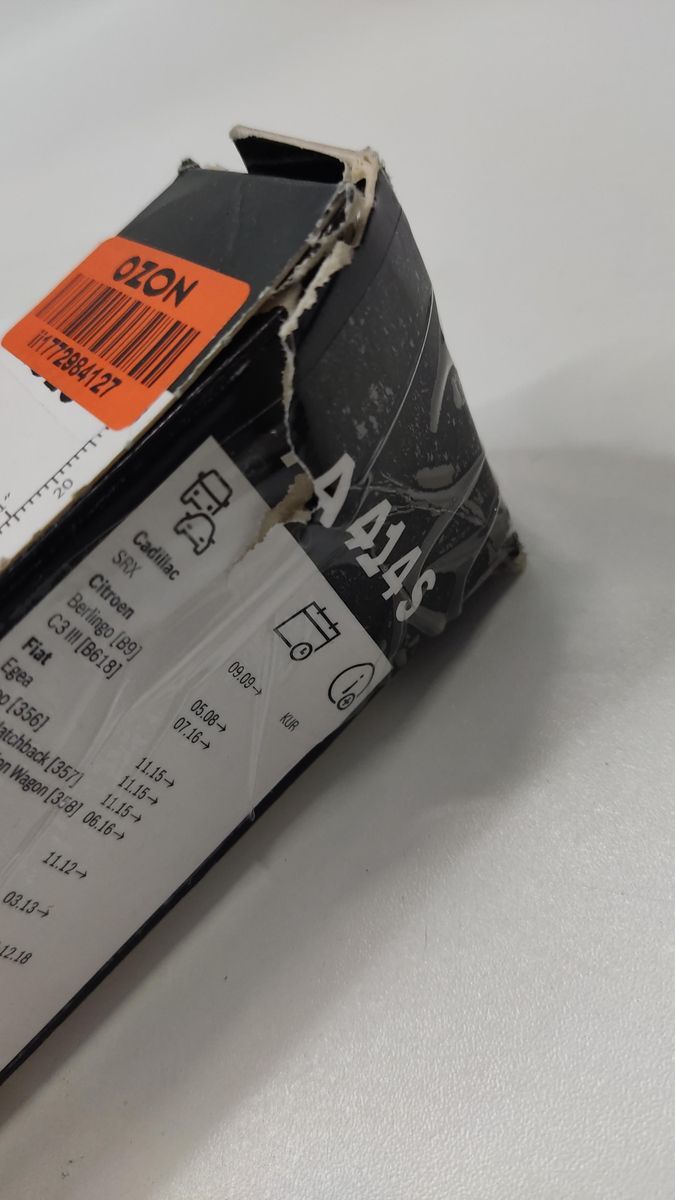 OZON
ii1772984127
20
A 414S
Cadillac
SRX 09.09→ KUR
Citroen
Berlingo [B9] 05.08→
C3 III [B618] 07.16→
Fiat
Egea 11.15→
[356] 11.15→
[357] 11.15→
Wagon [358] 06.16→
11.12→
03.13→
12.18